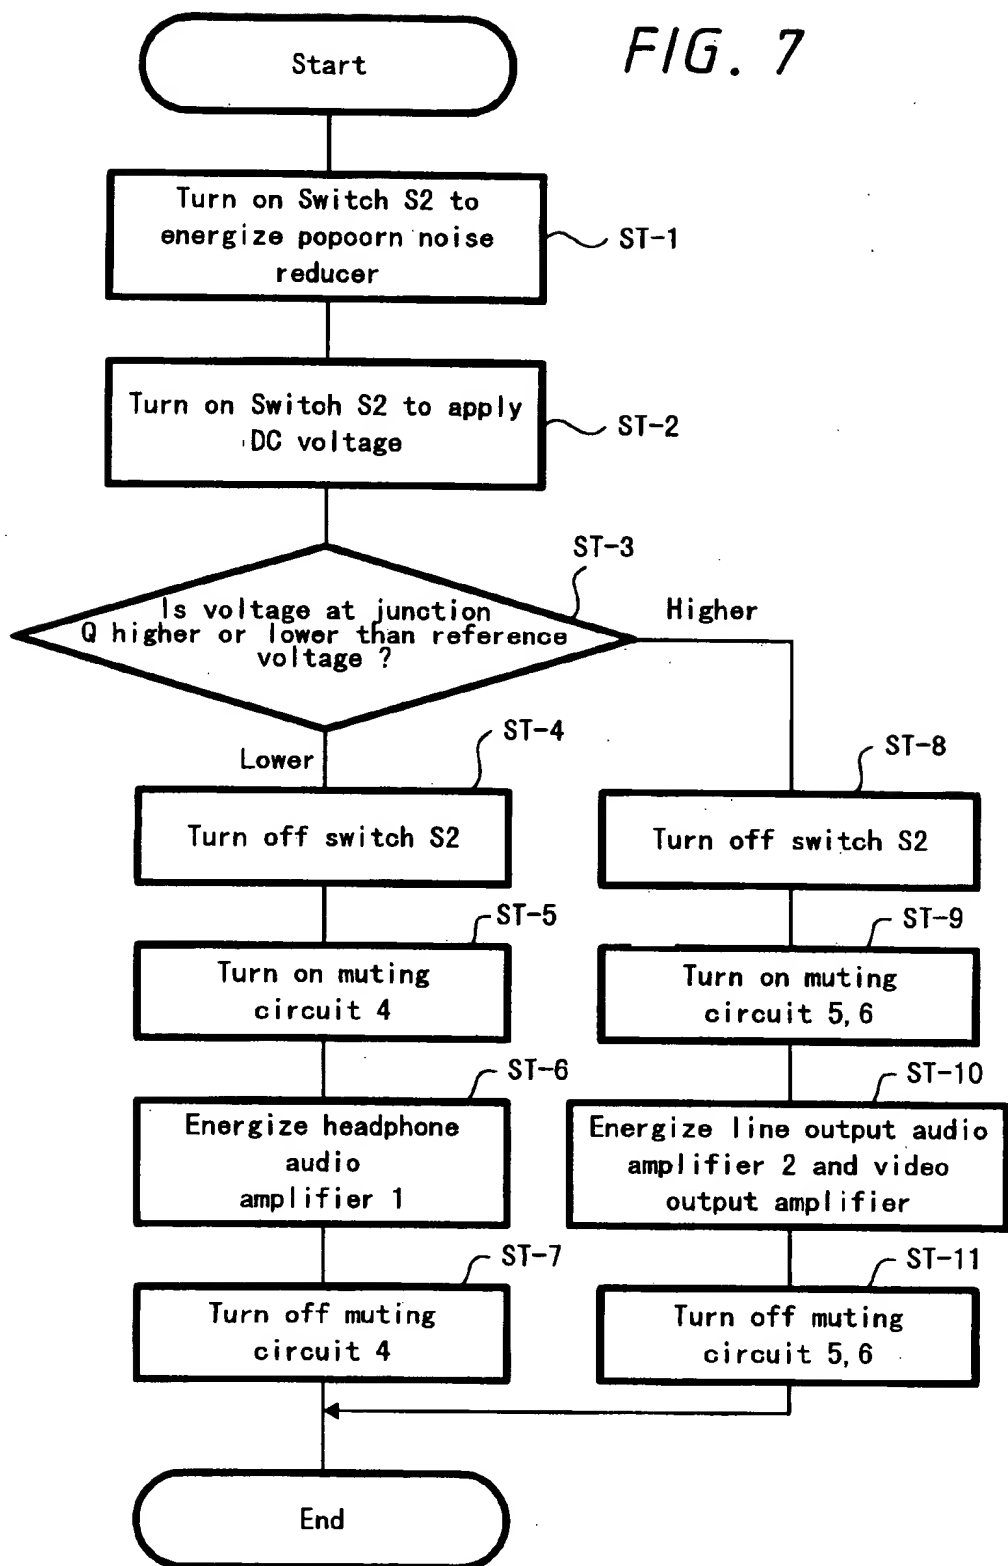 FIG. 7
Start
Turn on Switch S2 to
energize popoorn noise
reducer
ST-1
Turn on Switch S2 to apply
DC voltage
ST-2
ST-3
Is voltage at junction
Q higher or lower than reference
voltage ?
Higher
Lower
ST-4
Turn off switch S2
ST-5
Turn on muting
circuit 4
ST-6
Energize headphone
audio
amplifier 1
ST-7
Turn off muting
circuit 4
ST-8
Turn off switch S2
ST-9
Turn on muting
circuit 5, 6
ST-10
Energize line output audio
amplifier 2 and video
output amplifier
ST-11
Turn off muting
circuit 5, 6
End